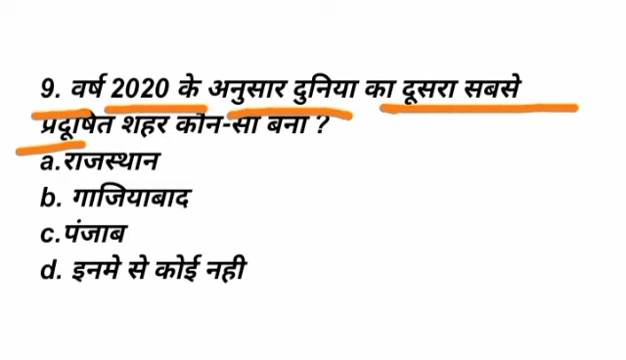 9. वर्ष 2020 के अनुसार दुनिया का दूसरा सबसे
प्रदूषित शहर कौन-सा बना ?
a.राजस्थान
b. गाजियाबाद
c.पंजाब
d. इनमे से कोई नही